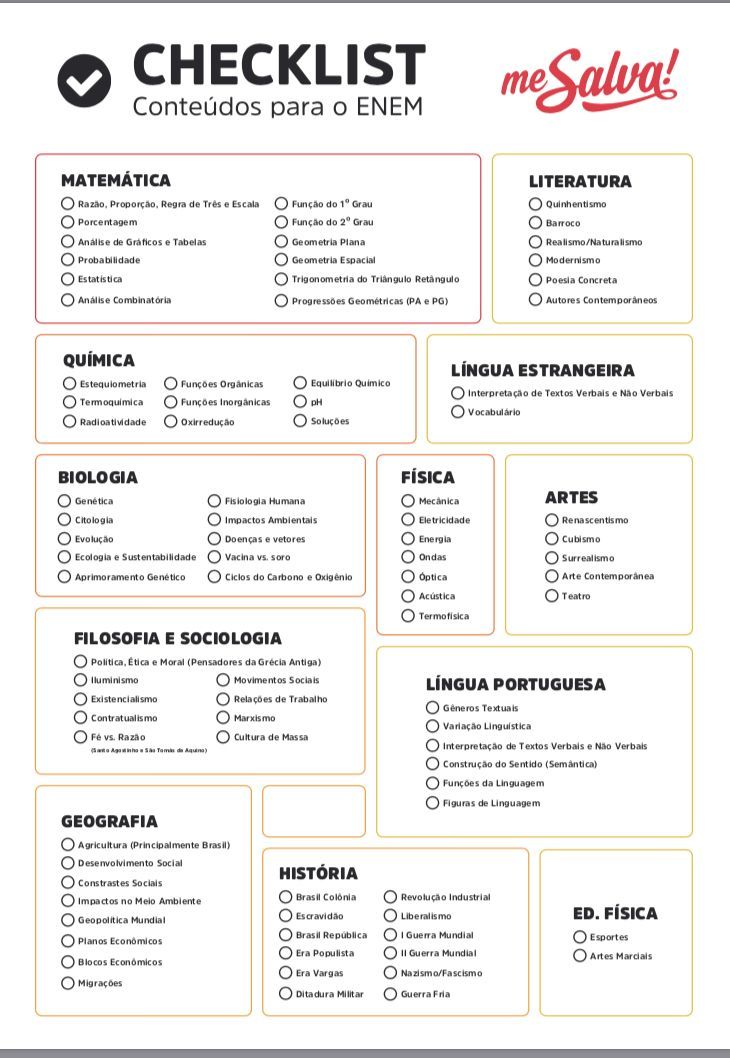 CHECKLIST
Conteúdos para o ENEM
me Salva!
MATEMÁTICA
Razão, Proporção, Regra de Três e Escala
Porcentagem
Análise de Gráficos e Tabelas
Probabilidade
Estatística
Análise Combinatória
Função do 1º Grau
Função do 2º Grau
Geometria Plana
Geometria Espacial
Trigonometria do Triângulo Retângulo
Progressões Geométricas (PA e PG)
LITERATURA
Quinhentismo
Barroco
Realismo/Naturalismo
Modernismo
Poesia Concreta
Autores Contemporâneos
QUÍMICA
Estequiometria
Termoquímica
Radioatividade
Funções Orgânicas
Funções Inorgânicas
Oxirredução
Equilíbrio Químico
pH
Soluções
LÍNGUA ESTRANGEIRA
Interpretação de Textos Verbais e Não Verbais
Vocabulário
BIOLOGIA
Genética
Citologia
Evolução
Ecologia e Sustentabilidade
Aprimoramento Genético
Fisiologia Humana
Impactos Ambientais
Doenças e vetores
Vacina vs. soro
Ciclos do Carbono e Oxigênio
FÍSICA
Mecânica
Eletricidade
Energia
Ondas
Óptica
Acústica
Termofísica
ARTES
Renascentismo
Cubismo
Surrealismo
Arte Contemporânea
Teatro
FILOSOFIA E SOCIOLOGIA
Política, Ética e Moral (Pensadores da Grécia Antiga)
Iluminismo
Existencialismo
Contratualismo
Fé vs. Razão
(Santo Agostinho e São Tomás de Aquino)
Movimentos Sociais
Relações de Trabalho
Marxismo
Cultura de Massa
LÍNGUA PORTUGUESA
Gêneros Textuais
Variação Linguística
Interpretação de Textos Verbais e Não Verbais
Construção do Sentido (Semântica)
Funções da Linguagem
Figuras de Linguagem
GEOGRAFIA
Agricultura (Principalmente Brasil)
Desenvolvimento Social
Constrastes Sociais
Impactos no Meio Ambiente
Geopolítica Mundial
Planos Econômicos
Blocos Econômicos
Migrações
HISTÓRIA
Brasil Colônia
Escravidão
Brasil República
Era Populista
Era Vargas
Ditadura Militar
Revolução Industrial
Liberalismo
I Guerra Mundial
II Guerra Mundial
Nazismo/Fascismo
Guerra Fria
ED. FÍSICA
Esportes
Artes Marciais